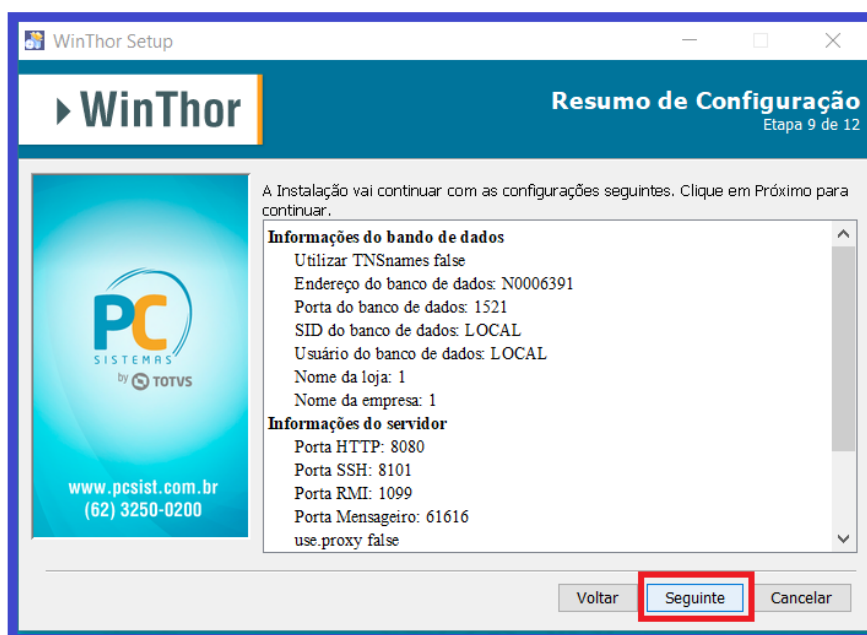 WinThor Setup
WinThor
Resumo de Configuração
Etapa 9 de 12
A Instalação vai continuar com as configurações seguintes. Clique em Próximo para
continuar.
Informações do bando de dados
Utilizar TNSnames false
Endereço do banco de dados: N0006391
Porta do banco de dados: 1521
SID do banco de dados: LOCAL
Usuário do banco de dados: LOCAL
Nome da loja: 1
Nome da empresa: 1
Informações do servidor
Porta HTTP: 8080
Porta SSH: 8101
Porta RMI: 1099
Porta Mensageiro: 61616
use.proxy false
PC
SISTEMAS
by TOTVS
www.pcsist.com.br
(62) 3250-0200
Voltar
Seguinte
Cancelar